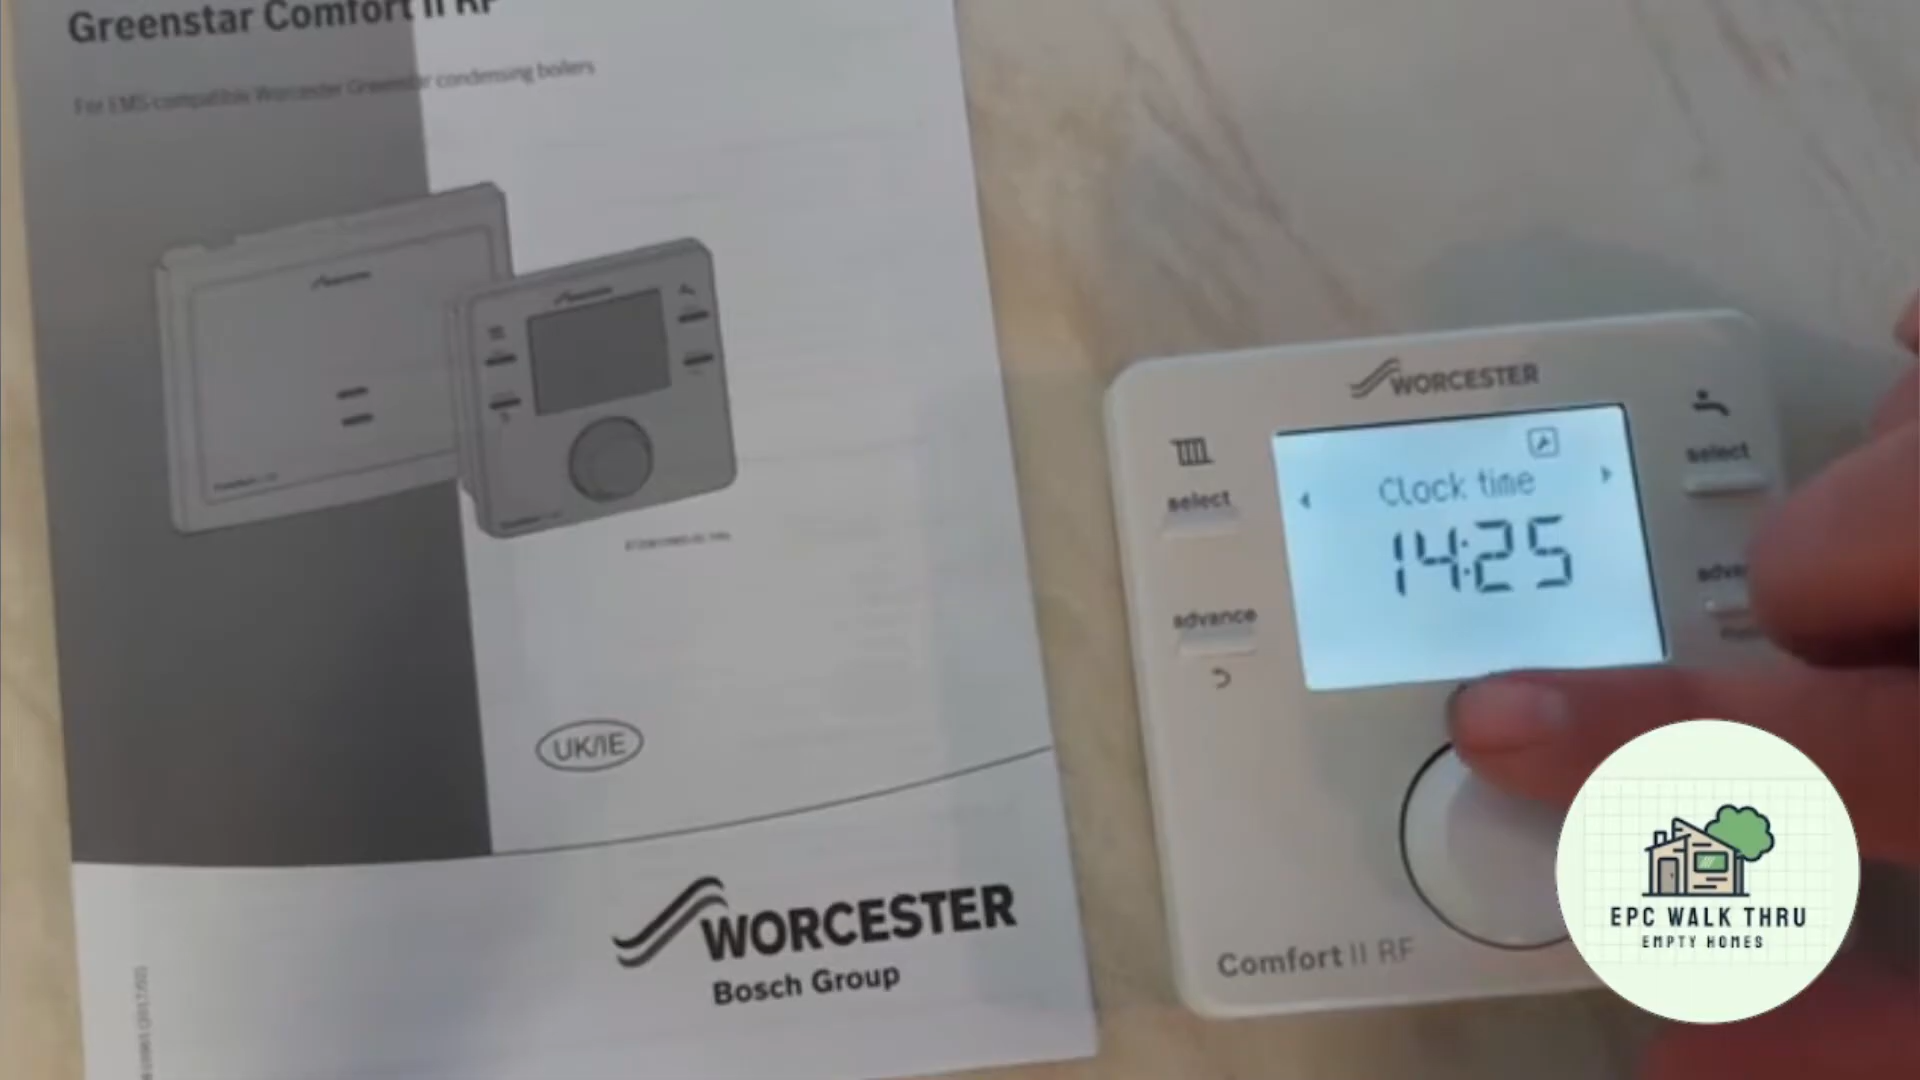 Greenstar Comfort II RF
For EMS-compatible Worcester Greenstar condensing boilers
UK/IE
WORCESTER
Bosch Group
WORCESTER
select
advance
Clock time
14:25
select
Comfort II RF
EPC WALK THRU
EMPTY HOMES